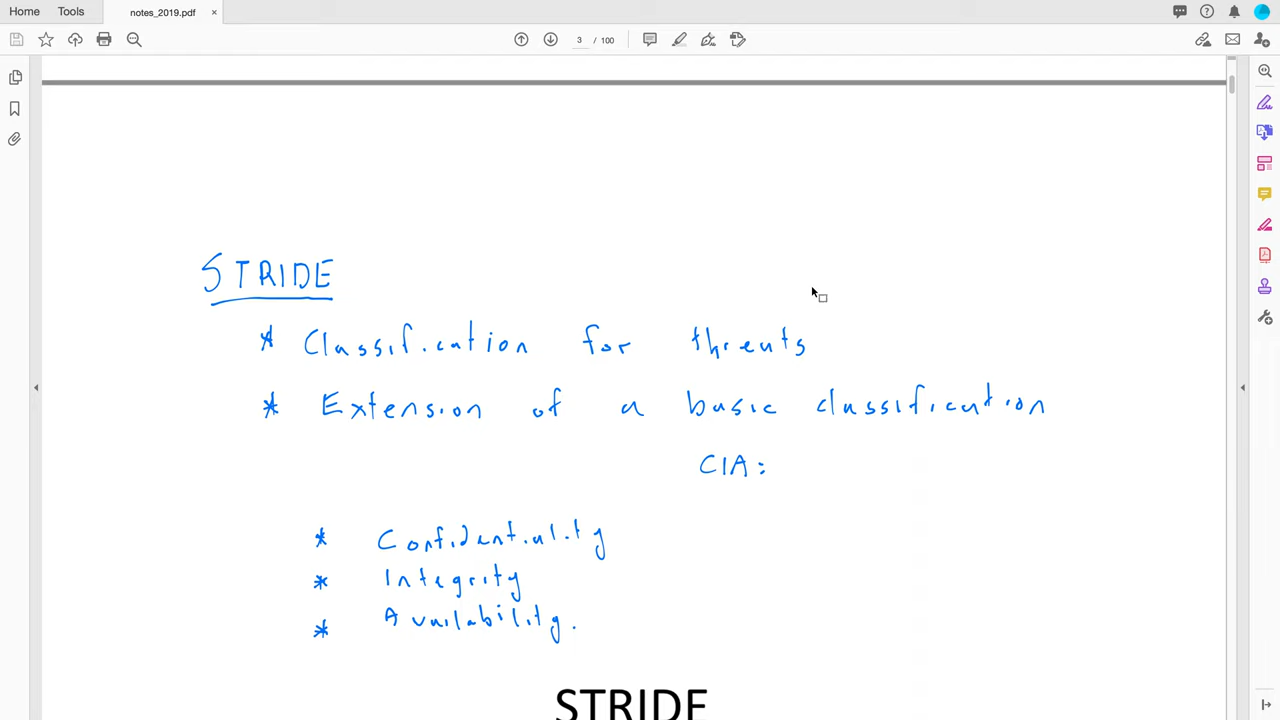 Home Tools notes_2019.pdf ×
3 / 100
STRIDE
* Classification for threats
* Extension of a basic classification
CIA:
* Confidentiality
* Integrity
* Availability.
STRIDE